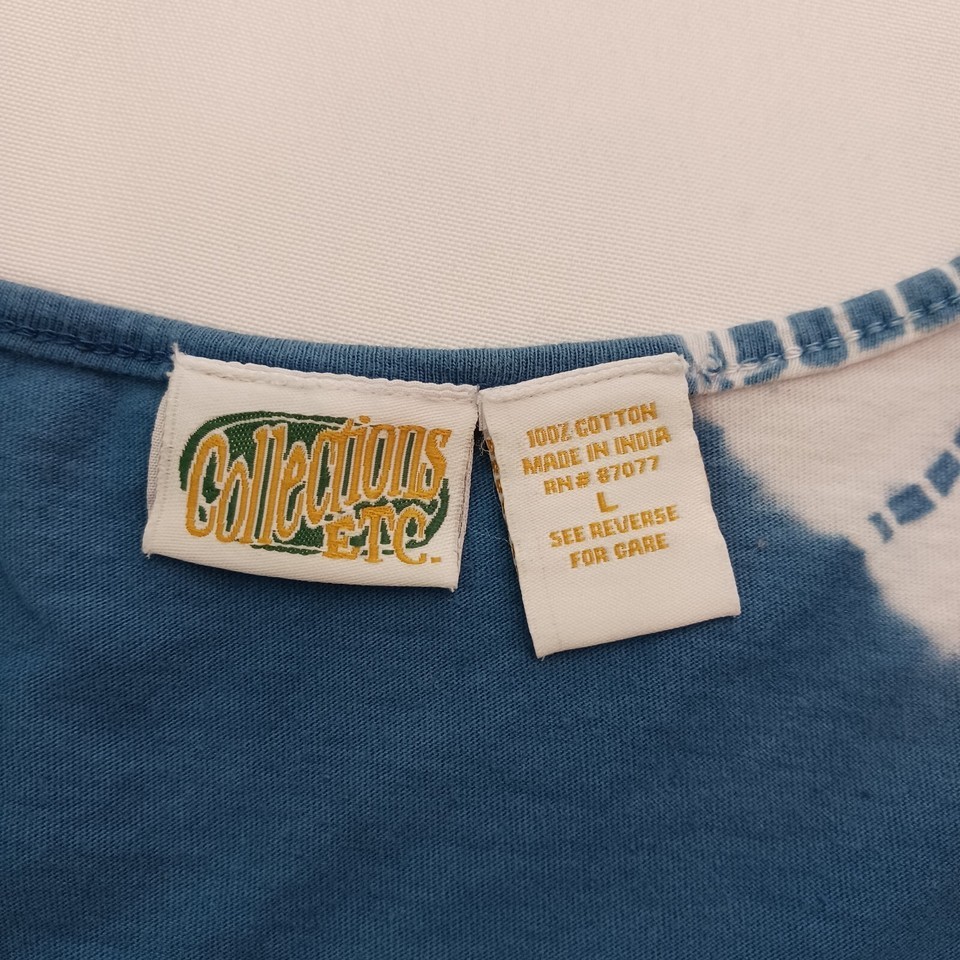 Collections
ETC.
100% COTTON
MADE IN INDIA
RN# 87077
L
SEE REVERSE
FOR CARE